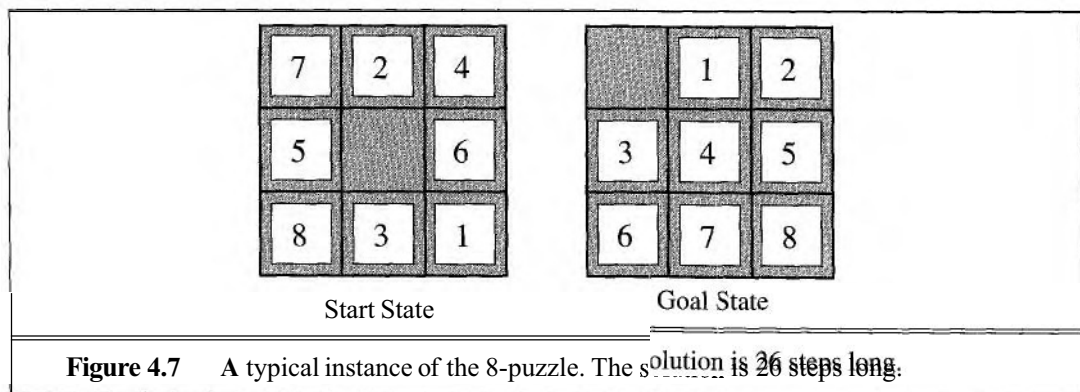 7 2 4 1 2
5 6 3 4 5
8 3 1 6 7 8
Start State Goal State
Figure 4.7 A typical instance of the 8-puzzle. The solution is 26 steps long.